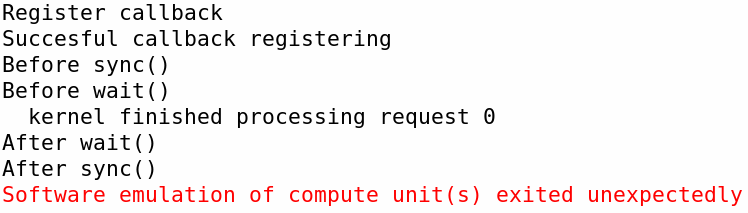 Register callback
Succesful callback registering
Before sync()
Before wait()
  kernel finished processing request 0
After wait()
After sync()
Software emulation of compute unit(s) exited unexpectedly